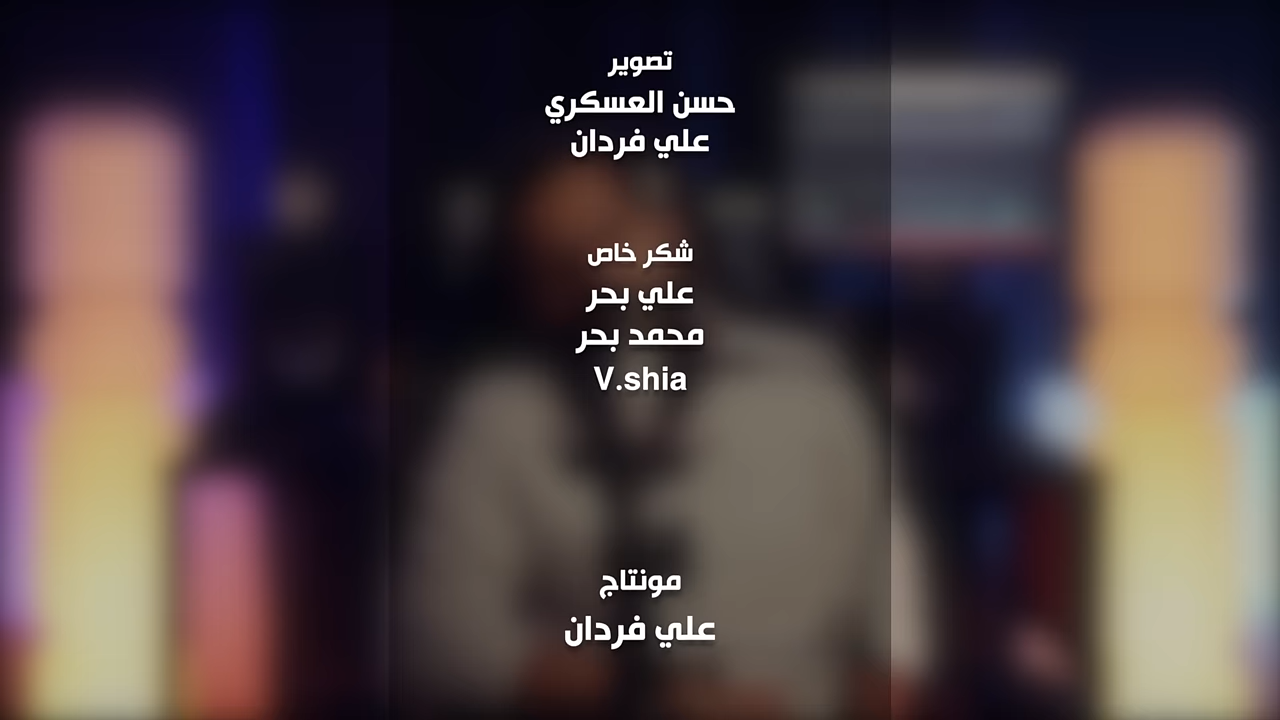 تصوير
حسن العسكري
علي فردان
شكر خاص
علي بحر
محمد بحر
V.shia
مونتاج
علي فردان